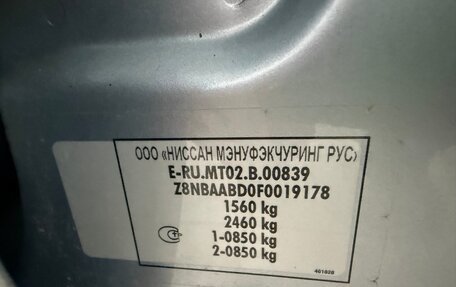 ООО «НИССАН МЭНУФЭКЧУРИНГ РУС»
E-RU.MT02.B.00839
Z8NBAABD0F0019178
1560 kg
2460 kg
1-0850 kg
2-0850 kg